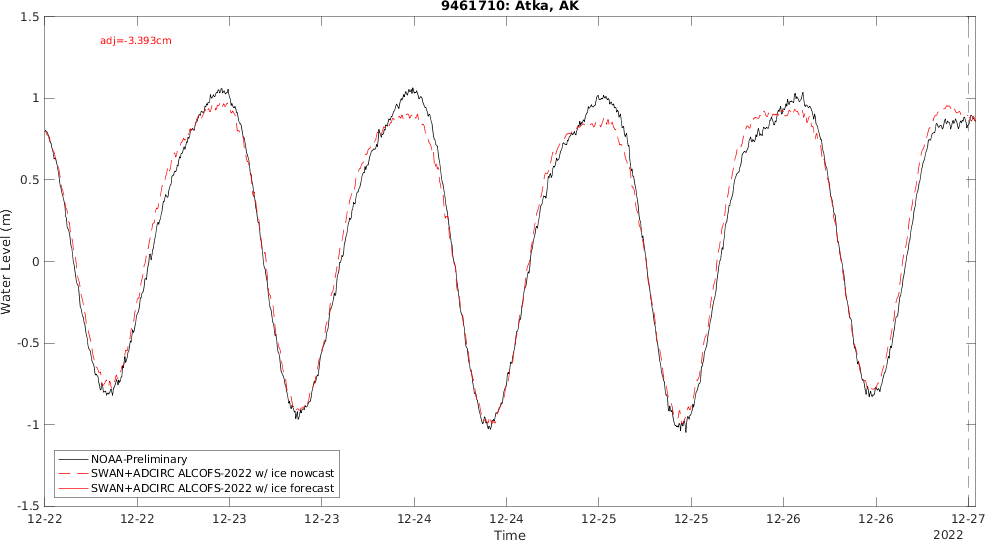 9461710: Atka, AK
adj=-3.393cm
1.5
1
0.5
0
-0.5
-1
-1.5
Water Level (m)
NOAA-Preliminary
SWAN+ADCIRC ALCOFS-2022 w/ ice nowcast
SWAN+ADCIRC ALCOFS-2022 w/ ice forecast
12-22 12-22 12-23 12-23 12-24 12-24 12-25 12-25 12-26 12-26 12-27
Time
2022